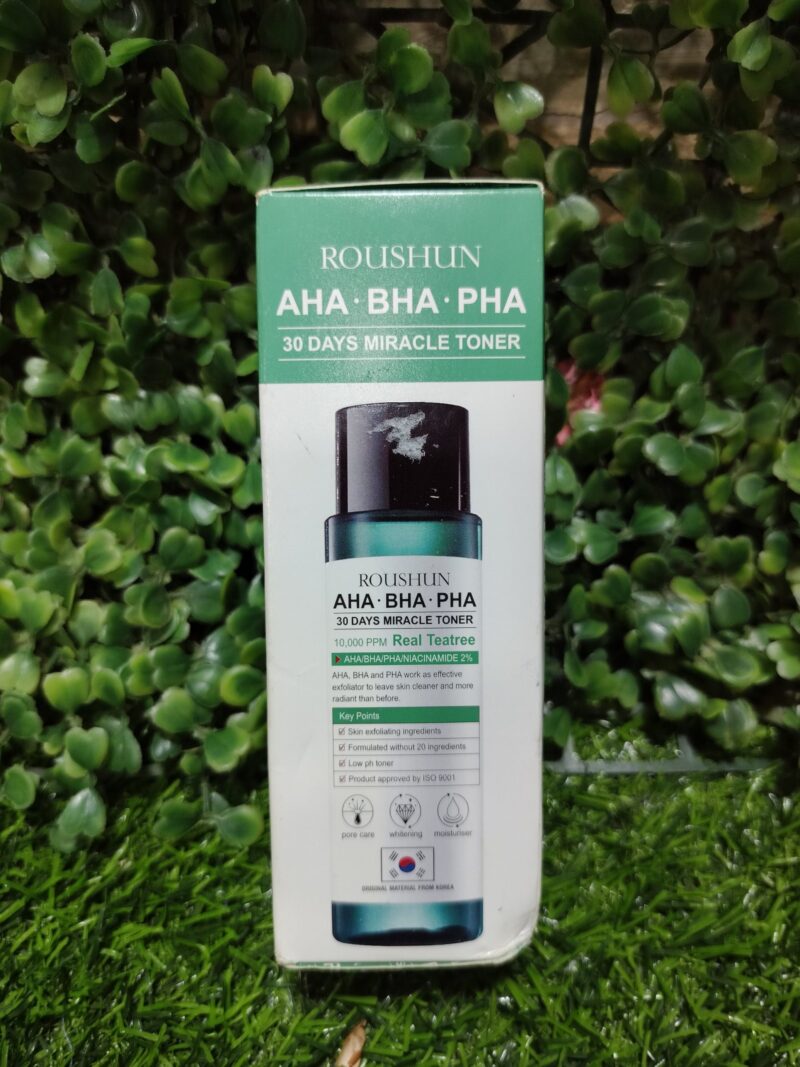 ROUSHUN
AHA · BHA · PHA
30 DAYS MIRACLE TONER
ROUSHUN
AHA · BHA · PHA
30 DAYS MIRACLE TONER
10,000 PPM Real Teatree
AHA/BHA/PHA/NIACINAMIDE 2%
AHA, BHA and PHA work as effective
exfoliator to leave skin cleaner and more
radiant than before.
Key Points
Skin exfoliating ingredients
Formulated without 20 ingredients
Low ph toner
Product approved by ISO 9001
pore care whitening moisturiser
ORIGINAL MATERIAL FROM KOREA